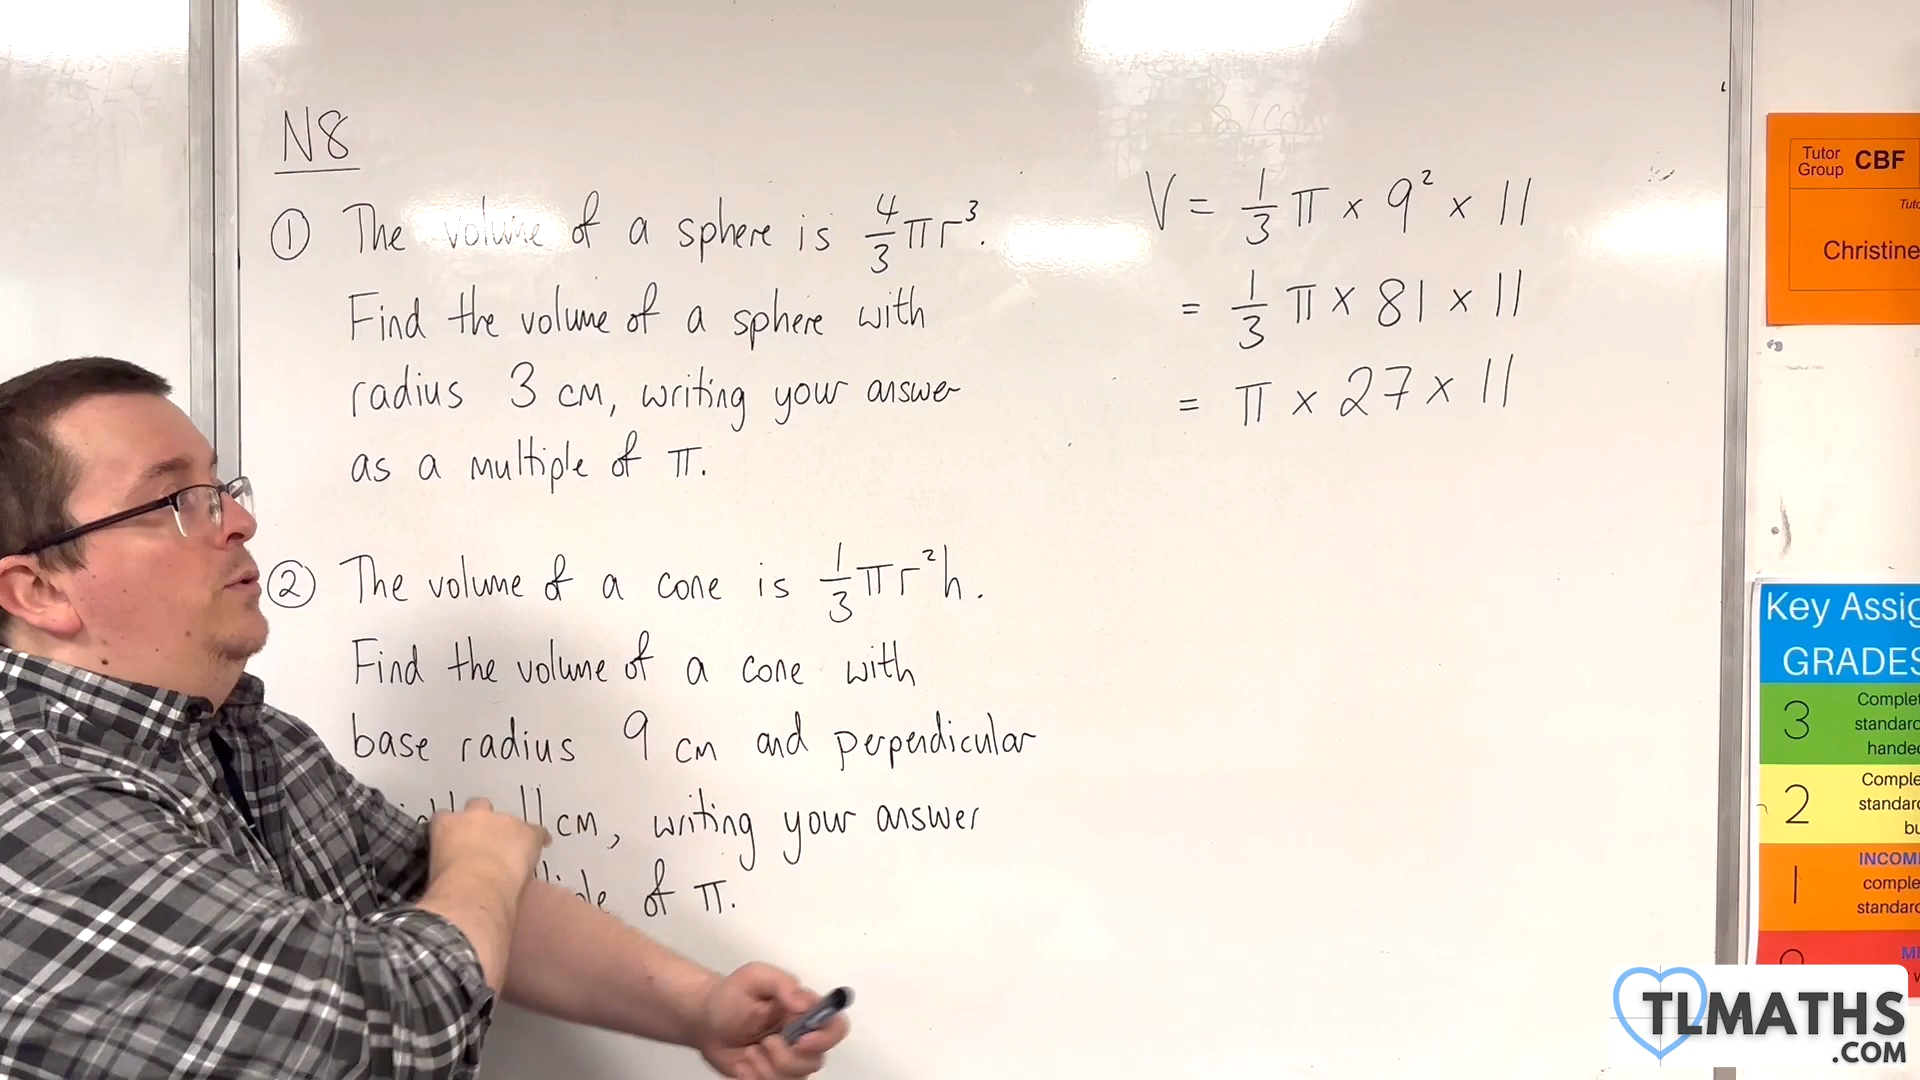 N8
① The volume of a sphere is 4/3 πr³.
Find the volume of a sphere with
radius 3 cm, writing your answer
as a multiple of π.
② The volume of a cone is 1/3 πr²h.
Find the volume of a cone with
base radius 9 cm and perpendicular
11 cm, writing your answer
of π.
V = 1/3 π × 9² × 11
= 1/3 π × 81 × 11
= π × 27 × 11
Tutor Group CBF
Christine
Key Assig
GRADES
3
Complet
standard
handed
2
Comple
standard
bu
1
INCOM
comple
standard
TLMATHS
.COM